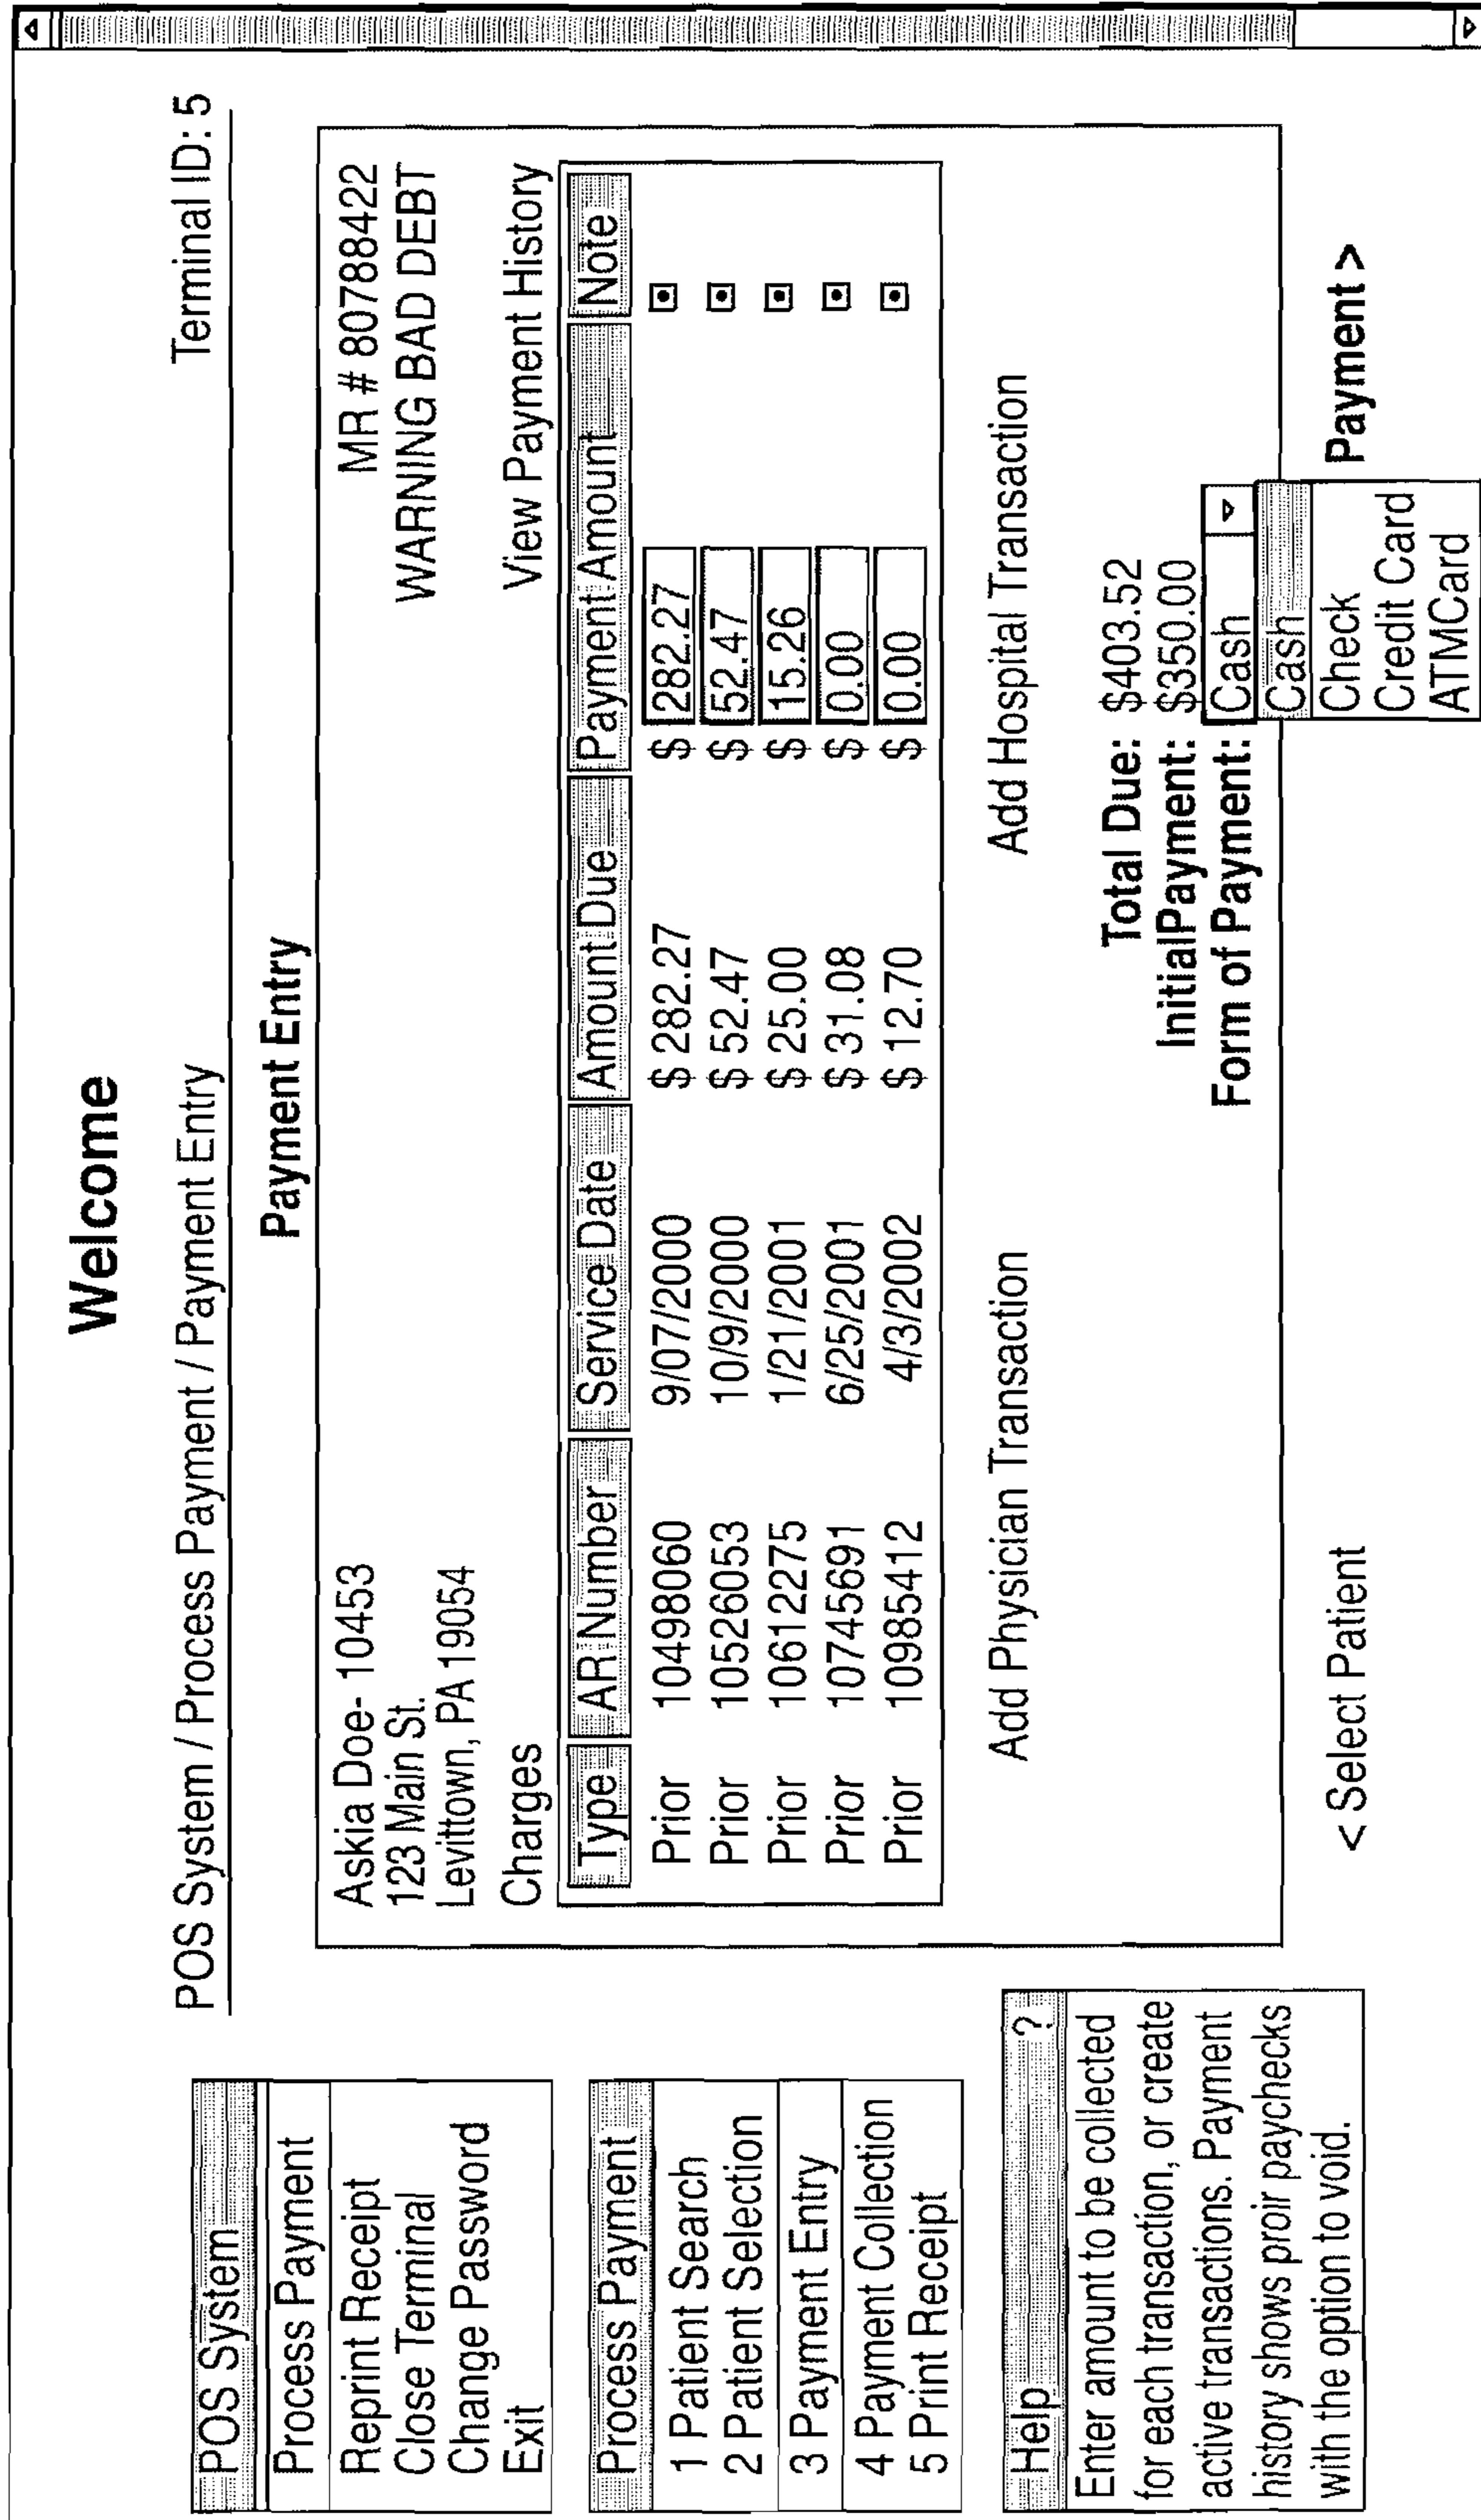 Welcome
POS System / Process Payment / Payment Entry
Terminal ID: 5
POS System
Process Payment
Reprint Receipt
Close Terminal
Change Password
Exit
Process Payment
1 Patient Search
2 Patient Selection
3 Payment Entry
4 Payment Collection
5 Print Receipt
Help ?
Enter amount to be collected
for each transaction, or create
active transactions. Payment
history shows proir paychecks
with the option to void.
Payment Entry
Askia Doe- 10453 MR # 80788422
123 Main St. WARNING BAD DEBT
Levittown, PA 19054
Charges View Payment History
Type AR Number Service Date Amount Due Payment Amount Note
Prior 10498060 9/07/2000 $ 282.27 $ 282.27
Prior 10526053 10/9/2000 $ 52.47 $ 52.47
Prior 10612275 1/21/2001 $ 25.00 $ 15.26
Prior 10745691 6/25/2001 $ 31.08 $ 0.00
Prior 10985412 4/3/2002 $ 12.70 $ 0.00
Add Physician Transaction Add Hospital Transaction
Total Due: $403.52
InitialPayment: $350.00
Form of Payment: Cash
Cash
Check
Credit Card
ATMCard
< Select Patient Payment >